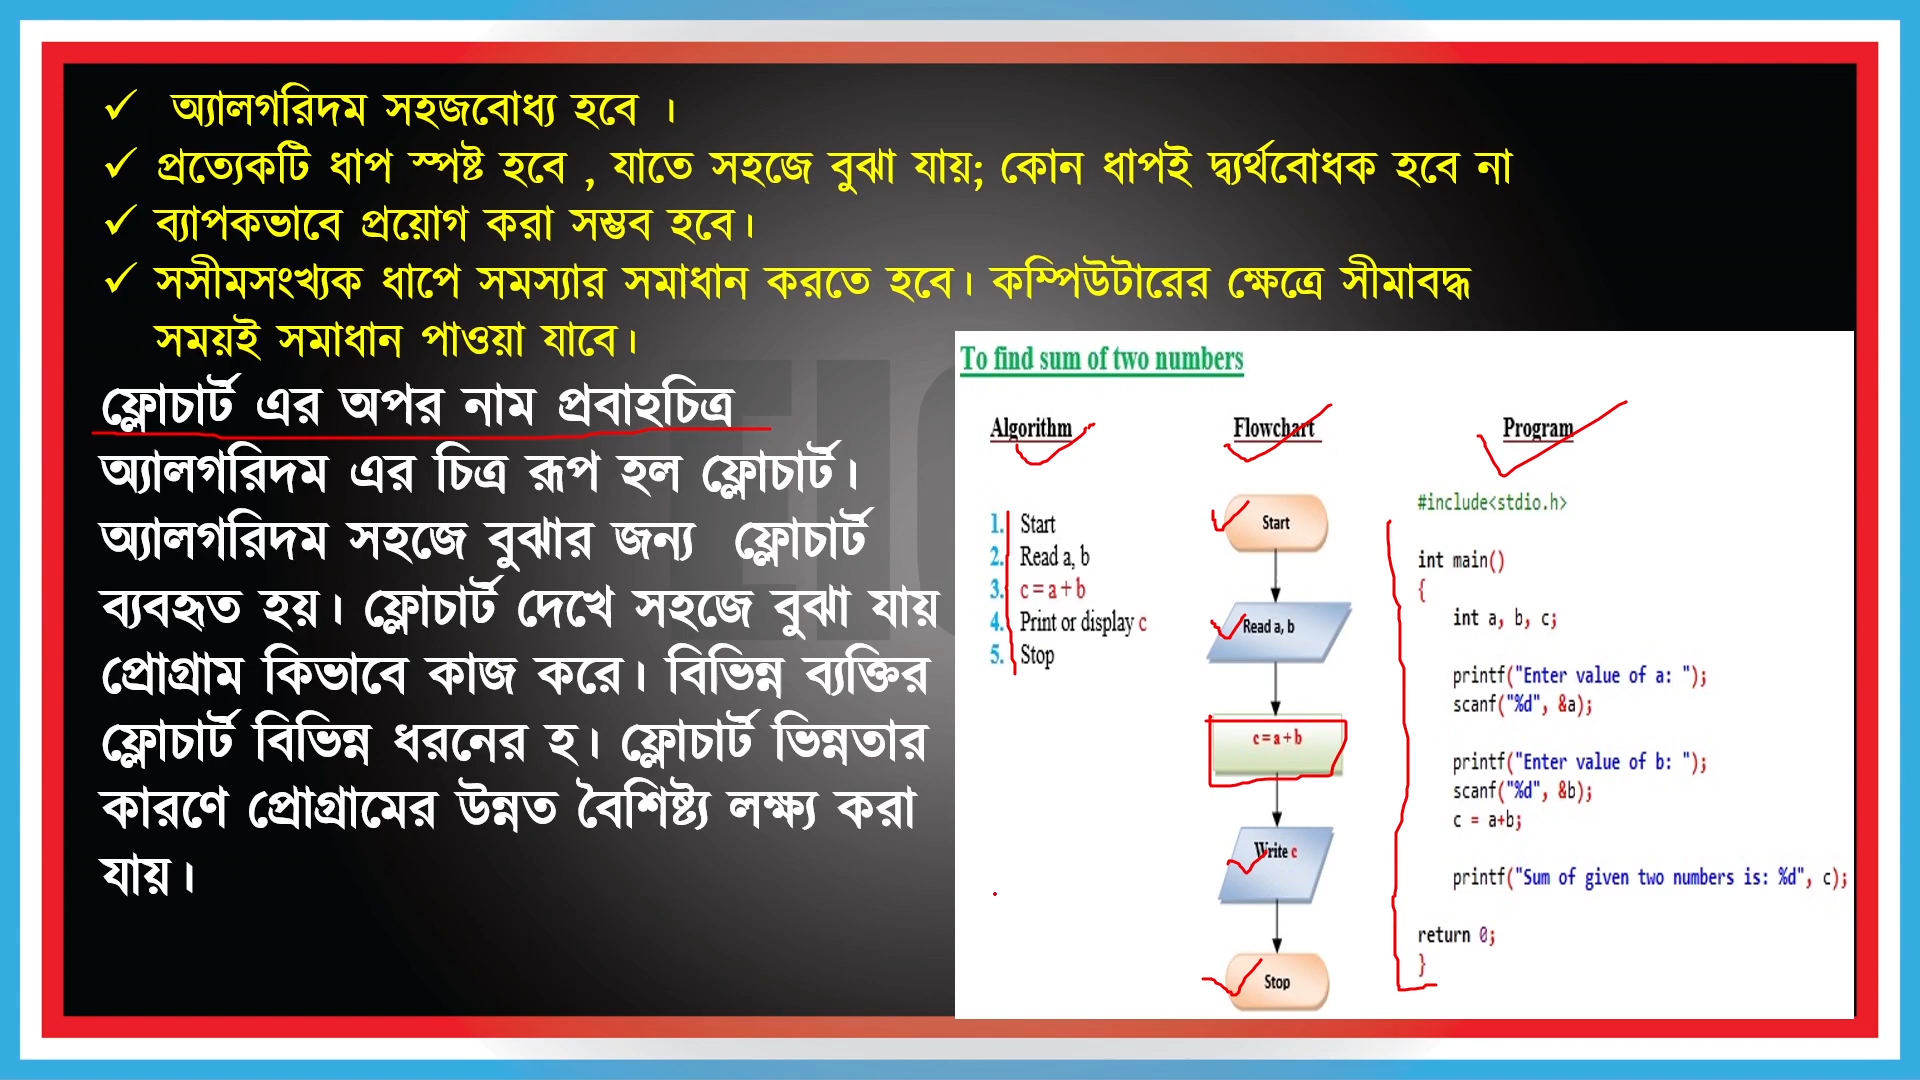 ✓ অ্যালগরিদম সহজবোধ্য হবে ।
✓ প্রত্যেকটি ধাপ স্পষ্ট হবে , যাতে সহজে বুঝা যায়; কোন ধাপই দ্ব্যর্থবোধক হবে না
✓ ব্যাপকভাবে প্রয়োগ করা সম্ভব হবে।
✓ সসীমসংখ্যক ধাপে সমস্যার সমাধান করতে হবে। কম্পিউটারের ক্ষেত্রে সীমাবদ্ধ
সময়ই সমাধান পাওয়া যাবে।
ফ্লোচার্ট এর অপর নাম প্রবাহচিত্র
অ্যালগরিদম এর চিত্র রূপ হল ফ্লোচার্ট।
অ্যালগরিদম সহজে বুঝার জন্য ফ্লোচার্ট
ব্যবহৃত হয়। ফ্লোচার্ট দেখে সহজে বুঝা যায়
প্রোগ্রাম কিভাবে কাজ করে। বিভিন্ন ব্যক্তির
ফ্লোচার্ট বিভিন্ন ধরনের হ। ফ্লোচার্ট ভিন্নতার
কারণে প্রোগ্রামের উন্নত বৈশিষ্ট্য লক্ষ্য করা
যায়।
To find sum of two numbers
Algorithm
1. Start
2. Read a, b
3. c = a + b
4. Print or display c
5. Stop
Flowchart
Start
Read a, b
c = a + b
Write c
Stop
Program
#include<stdio.h>
int main()
{
int a, b, c;
printf("Enter value of a: ");
scanf("%d", &a);
printf("Enter value of b: ");
scanf("%d", &b);
c = a+b;
printf("Sum of given two numbers is: %d", c);
return 0;
}